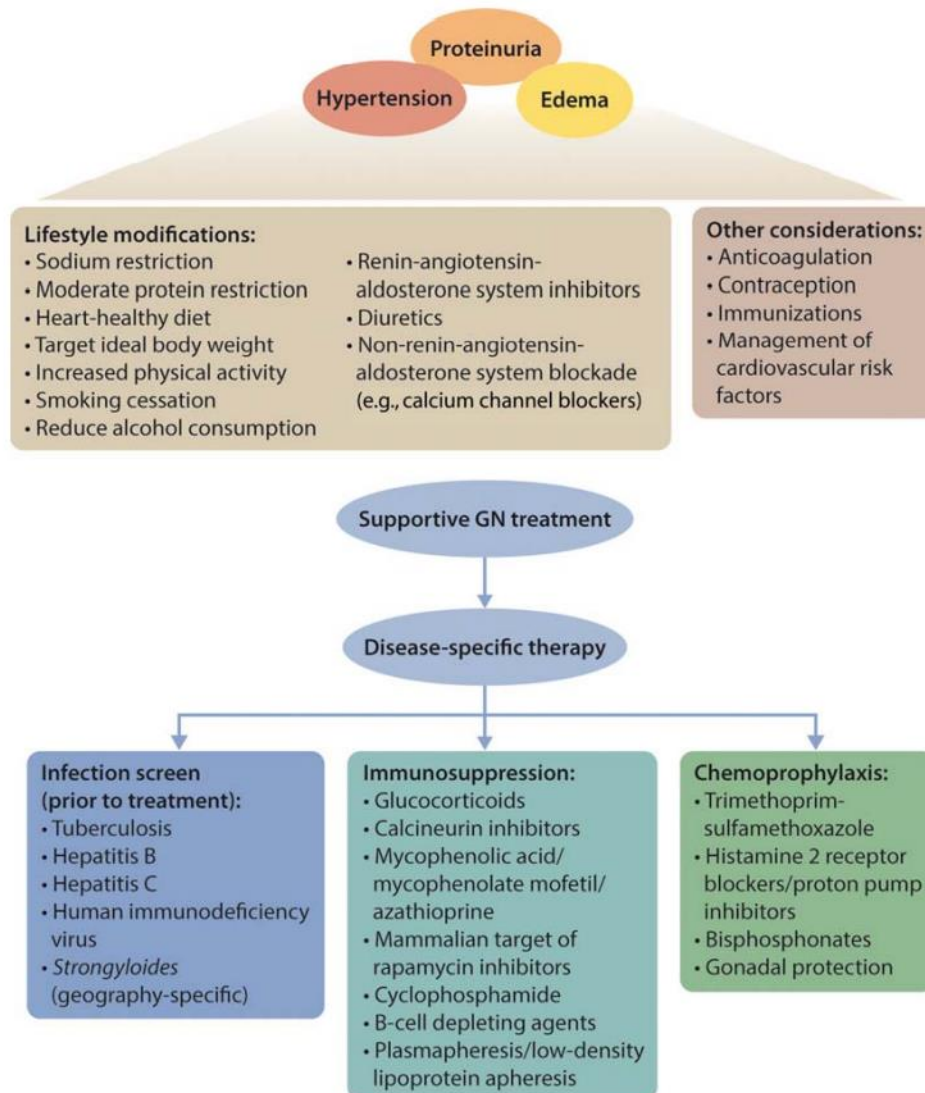 Proteinuria
Hypertension
Edema
Lifestyle modifications:
• Sodium restriction
• Moderate protein restriction
• Heart-healthy diet
• Target ideal body weight
• Increased physical activity
• Smoking cessation
• Reduce alcohol consumption
• Renin-angiotensin-
aldosterone system inhibitors
• Diuretics
• Non-renin-angiotensin-
aldosterone system blockade
(e.g., calcium channel blockers)
Other considerations:
• Anticoagulation
• Contraception
• Immunizations
• Management of
cardiovascular risk
factors
Supportive GN treatment
Disease-specific therapy
Infection screen
(prior to treatment):
• Tuberculosis
• Hepatitis B
• Hepatitis C
• Human immunodeficiency
virus
• Strongyloides
(geography-specific)
Immunosuppression:
• Glucocorticoids
• Calcineurin inhibitors
• Mycophenolic acid/
mycophenolate mofetil/
azathioprine
• Mammalian target of
rapamycin inhibitors
• Cyclophosphamide
• B-cell depleting agents
• Plasmapheresis/low-density
lipoprotein apheresis
Chemoprophylaxis:
• Trimethoprim-
sulfamethoxazole
• Histamine 2 receptor
blockers/proton pump
inhibitors
• Bisphosphonates
• Gonadal protection